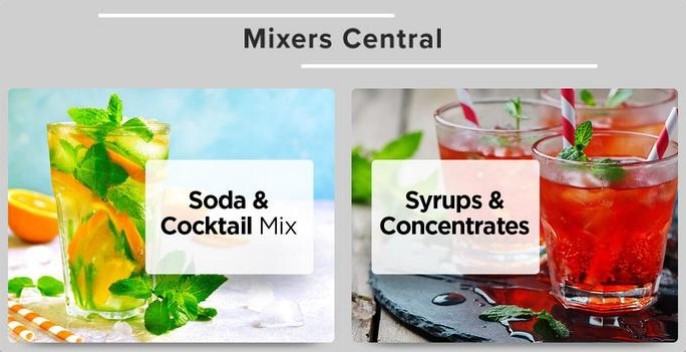 Mixers Central
Soda &
Cocktail Mix
Syrups &
Concentrates